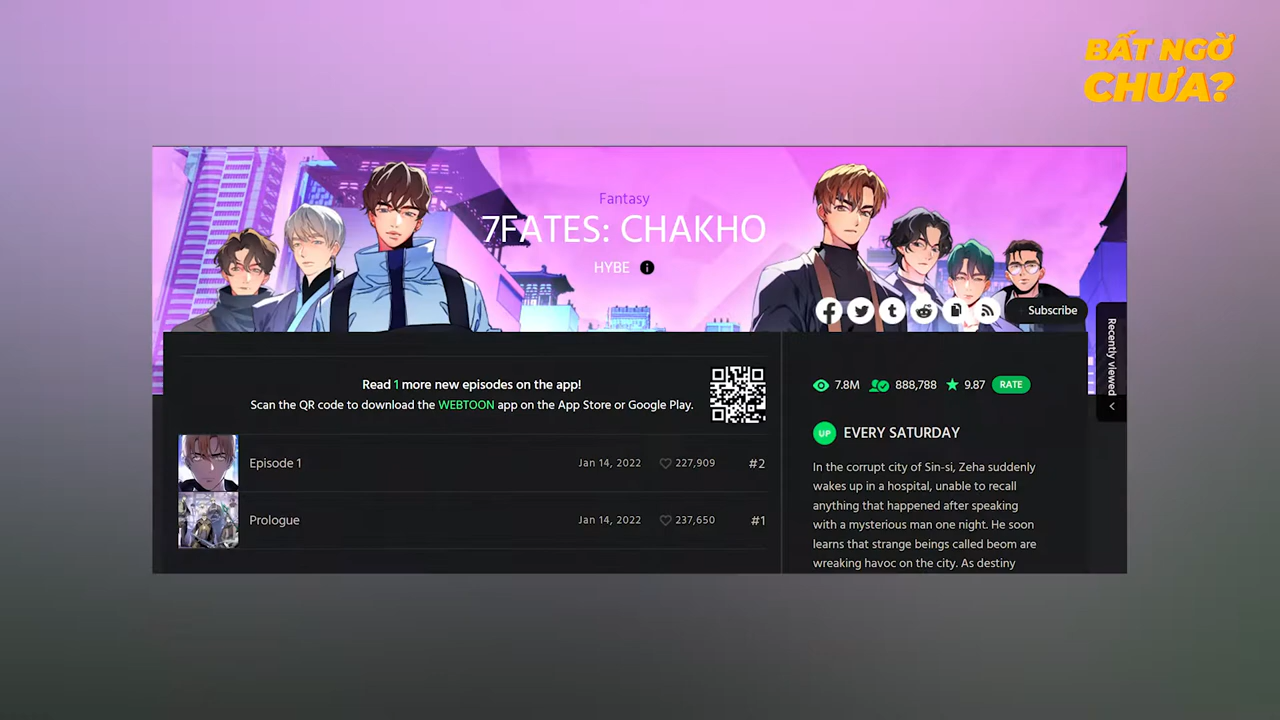 BẤT NGỜ
CHƯA?
Fantasy
7FATES: CHAKHO
HYBE
Subscribe
Recently viewed
Read 1 more new episodes on the app!
Scan the QR code to download the WEBTOON app on the App Store or Google Play.
Episode 1 Jan 14, 2022 227,909 #2
Prologue Jan 14, 2022 237,650 #1
7.8M 888,788 9.87 RATE
UP EVERY SATURDAY
In the corrupt city of Sin-si, Zeha suddenly
wakes up in a hospital, unable to recall
anything that happened after speaking
with a mysterious man one night. He soon
learns that strange beings called beom are
wreaking havoc on the city. As destiny